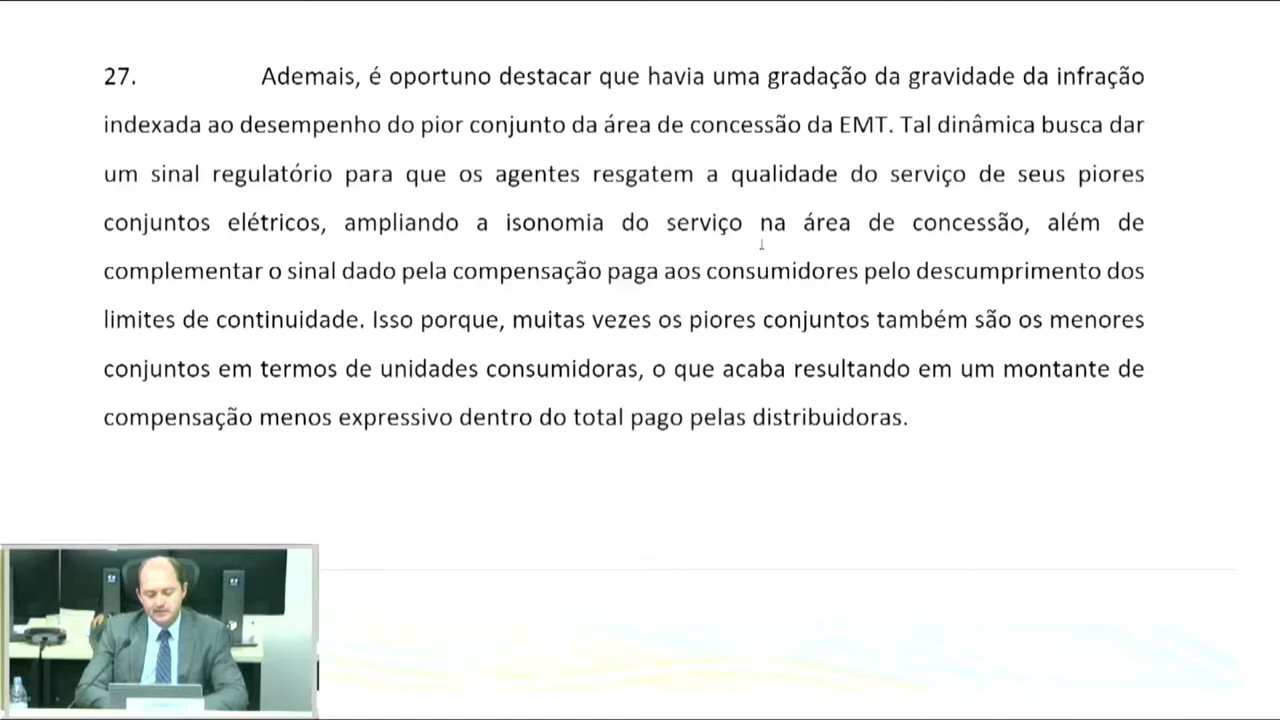 27. Ademais, é oportuno destacar que havia uma gradação da gravidade da infração
indexada ao desempenho do pior conjunto da área de concessão da EMT. Tal dinâmica busca dar
um sinal regulatório para que os agentes resgatem a qualidade do serviço de seus piores
conjuntos elétricos, ampliando a isonomia do serviço na área de concessão, além de
complementar o sinal dado pela compensação paga aos consumidores pelo descumprimento dos
limites de continuidade. Isso porque, muitas vezes os piores conjuntos também são os menores
conjuntos em termos de unidades consumidoras, o que acaba resultando em um montante de
compensação menos expressivo dentro do total pago pelas distribuidoras.